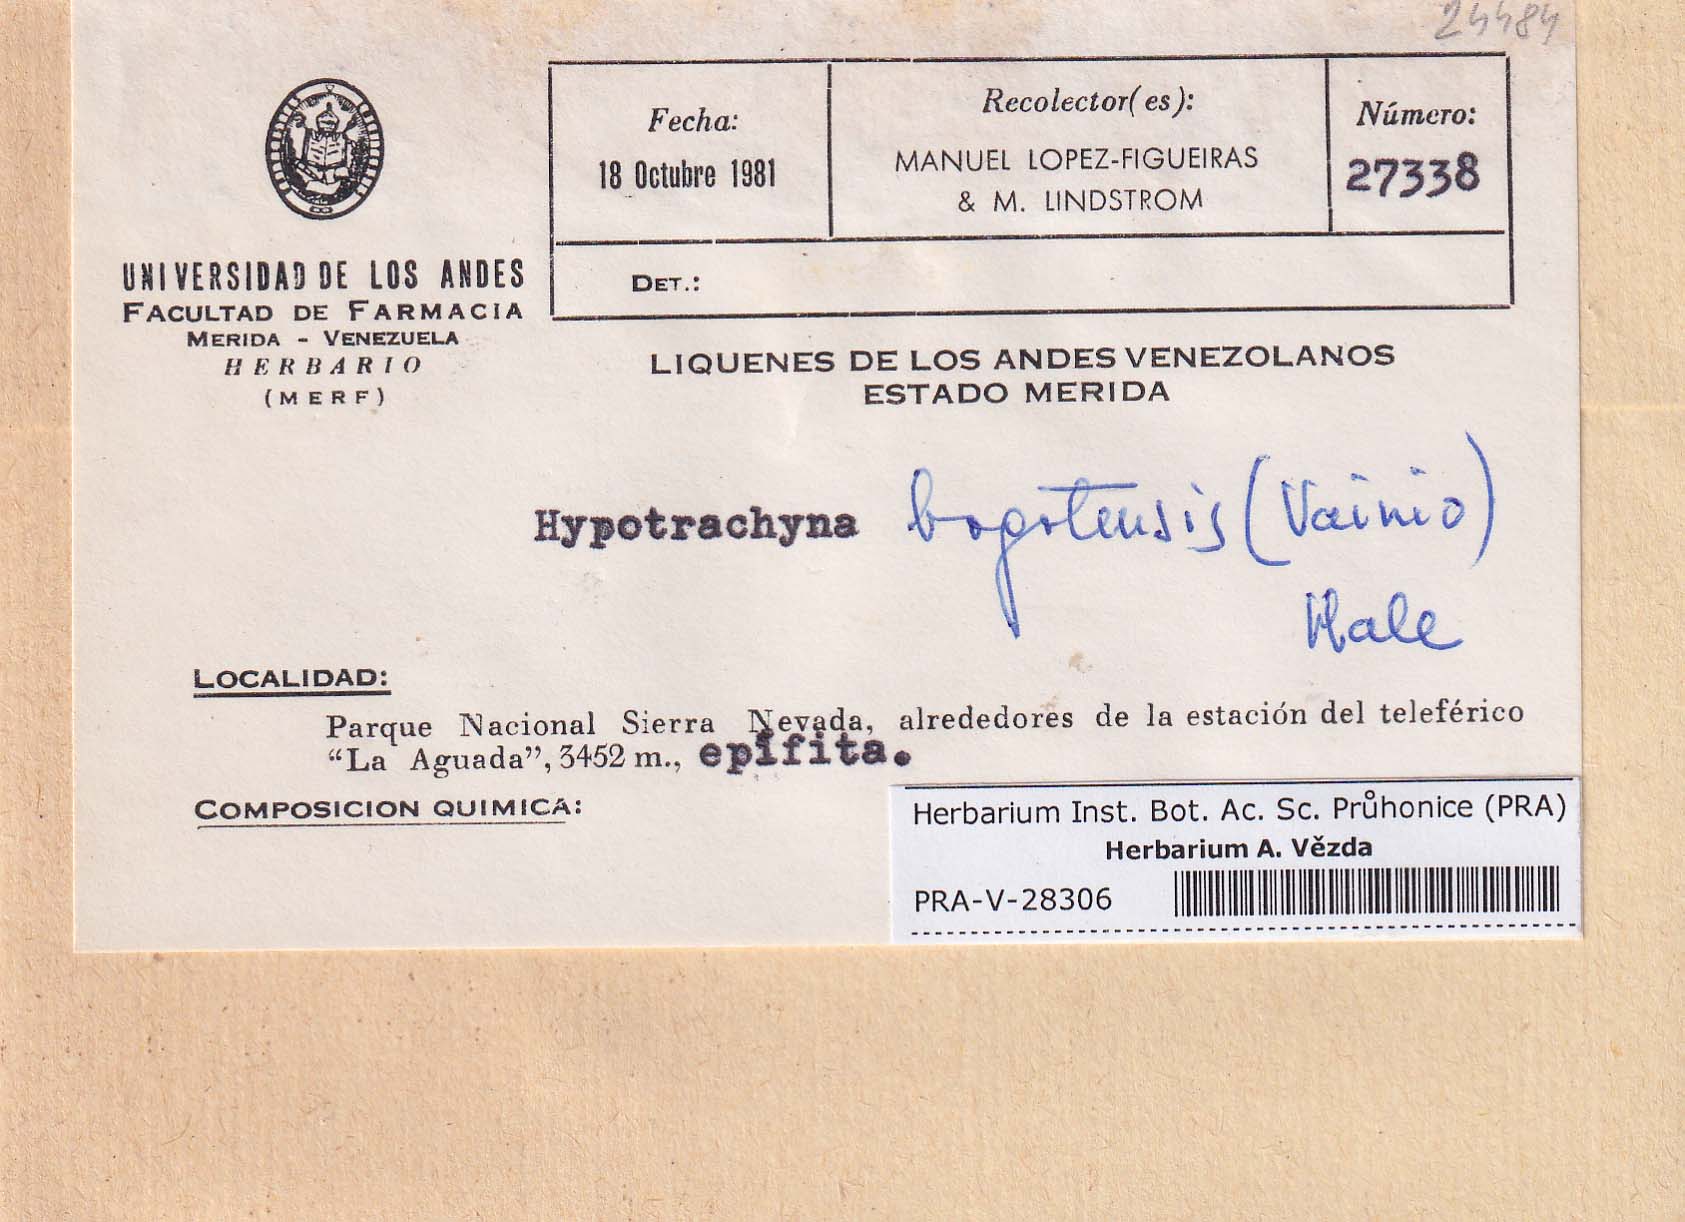 24484
Fecha:
18 Octubre 1981
Recolector(es):
MANUEL LOPEZ-FIGUEIRAS
& M. LINDSTROM
Número:
27338
DET.:
UNIVERSIDAD DE LOS ANDES
FACULTAD DE FARMACIA
MERIDA - VENEZUELA
HERBARIO
(MERF)
LIQUENES DE LOS ANDES VENEZOLANOS
ESTADO MERIDA
Hypotrachyna bogotensis (Vainio)
Hale
LOCALIDAD:
Parque Nacional Sierra Nevada, alrededores de la estación del teleférico
“La Aguada”, 3452 m., epífita.
COMPOSICION QUIMICA:
Herbarium Inst. Bot. Ac. Sc. Průhonice (PRA)
Herbarium A. Vězda
PRA-V-28306